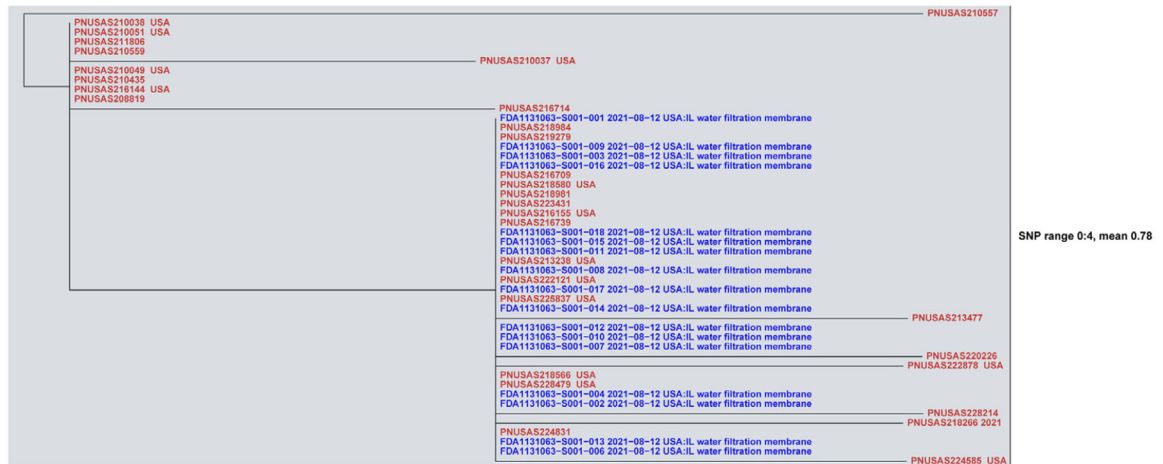 PNUSAS210557
PNUSAS210038 USA
PNUSAS210051 USA
PNUSAS211806
PNUSAS210559
PNUSAS210037 USA
PNUSAS210049 USA
PNUSAS210435
PNUSAS216144 USA
PNUSAS208819
PNUSAS216714
FDA1131063-S001-001 2021-08-12 USA:IL water filtration membrane
PNUSAS218984
PNUSAS219279
FDA1131063-S001-009 2021-08-12 USA:IL water filtration membrane
FDA1131063-S001-003 2021-08-12 USA:IL water filtration membrane
FDA1131063-S001-016 2021-08-12 USA:IL water filtration membrane
PNUSAS216709
PNUSAS218580 USA
PNUSAS218981
PNUSAS223431
PNUSAS216155 USA
PNUSAS216739
FDA1131063-S001-018 2021-08-12 USA:IL water filtration membrane
SNP range 0:4, mean 0.78
FDA1131063-S001-015 2021-08-12 USA:IL water filtration membrane
FDA1131063-S001-011 2021-08-12 USA:IL water filtration membrane
PNUSAS213238 USA
FDA1131063-S001-008 2021-08-12 USA:IL water filtration membrane
PNUSAS222121 USA
FDA1131063-S001-017 2021-08-12 USA:IL water filtration membrane
PNUSAS225837 USA
FDA1131063-S001-014 2021-08-12 USA:IL water filtration membrane
PNUSAS213477
FDA1131063-S001-012 2021-08-12 USA:IL water filtration membrane
FDA1131063-S001-010 2021-08-12 USA:IL water filtration membrane
FDA1131063-S001-007 2021-08-12 USA:IL water filtration membrane
PNUSAS220226
PNUSAS222878 USA
PNUSAS218566 USA
PNUSAS228479 USA
FDA1131063-S001-004 2021-08-12 USA:IL water filtration membrane
FDA1131063-S001-002 2021-08-12 USA:IL water filtration membrane
PNUSAS228214
PNUSAS218266 2021
PNUSAS224831
FDA1131063-S001-013 2021-08-12 USA:IL water filtration membrane
FDA1131063-S001-006 2021-08-12 USA:IL water filtration membrane
PNUSAS224585 USA